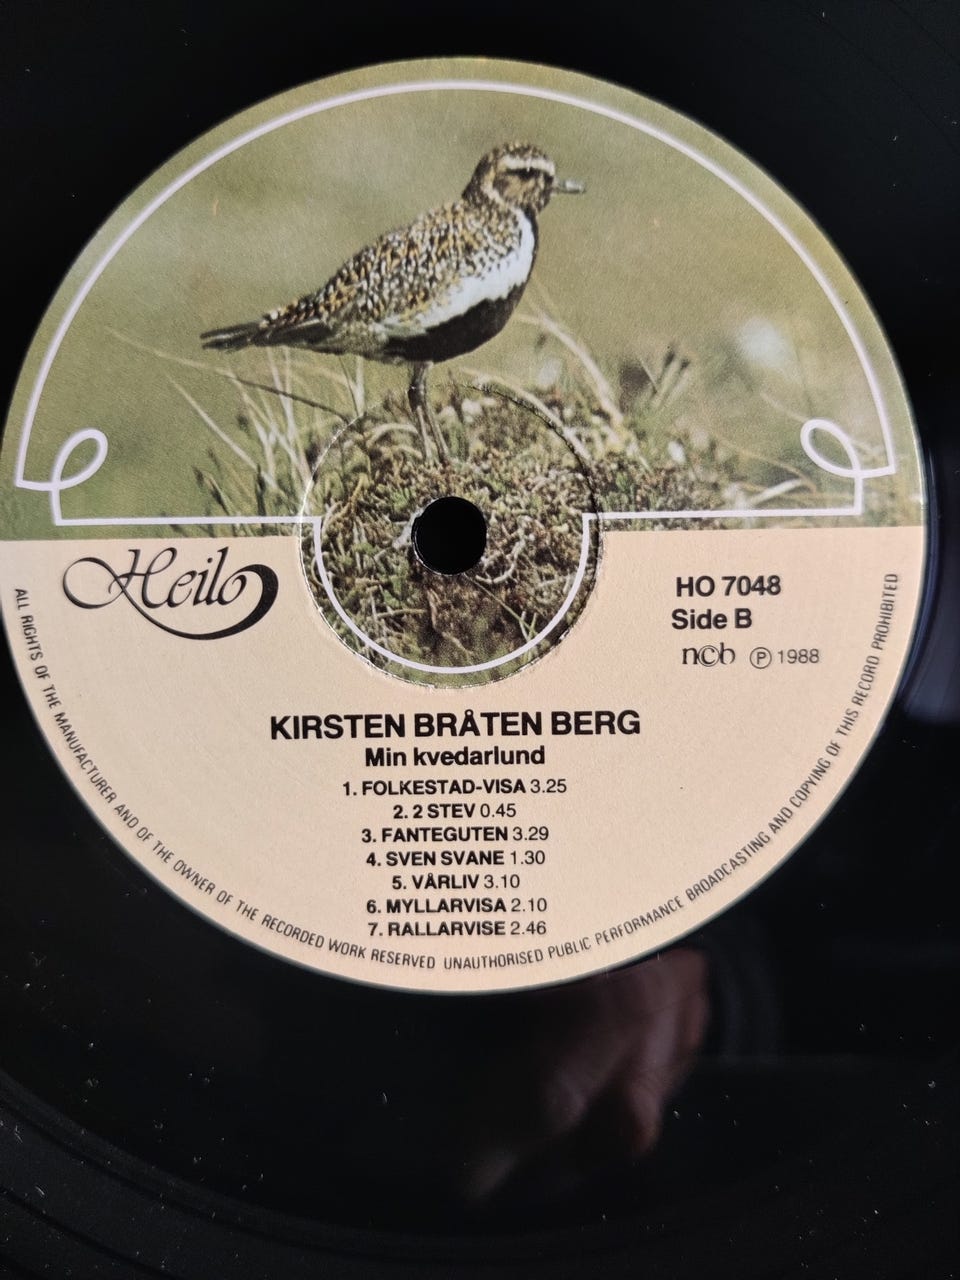 Heilo
HO 7048
Side B
ncb Ⓟ 1988
KIRSTEN BRÅTEN BERG
Min kvedarlund
1. FOLKESTAD-VISA 3.25
2. 2 STEV 0.45
3. FANTEGUTEN 3.29
4. SVEN SVANE 1.30
5. VÅRLIV 3.10
6. MYLLARVISA 2.10
7. RALLARVISE 2.46
ALL RIGHTS OF THE MANUFACTURER AND OF THE OWNER OF THE RECORDED WORK RESERVED UNAUTHORISED PUBLIC PERFORMANCE BROADCASTING AND COPYING OF THIS RECORD PROHIBITED